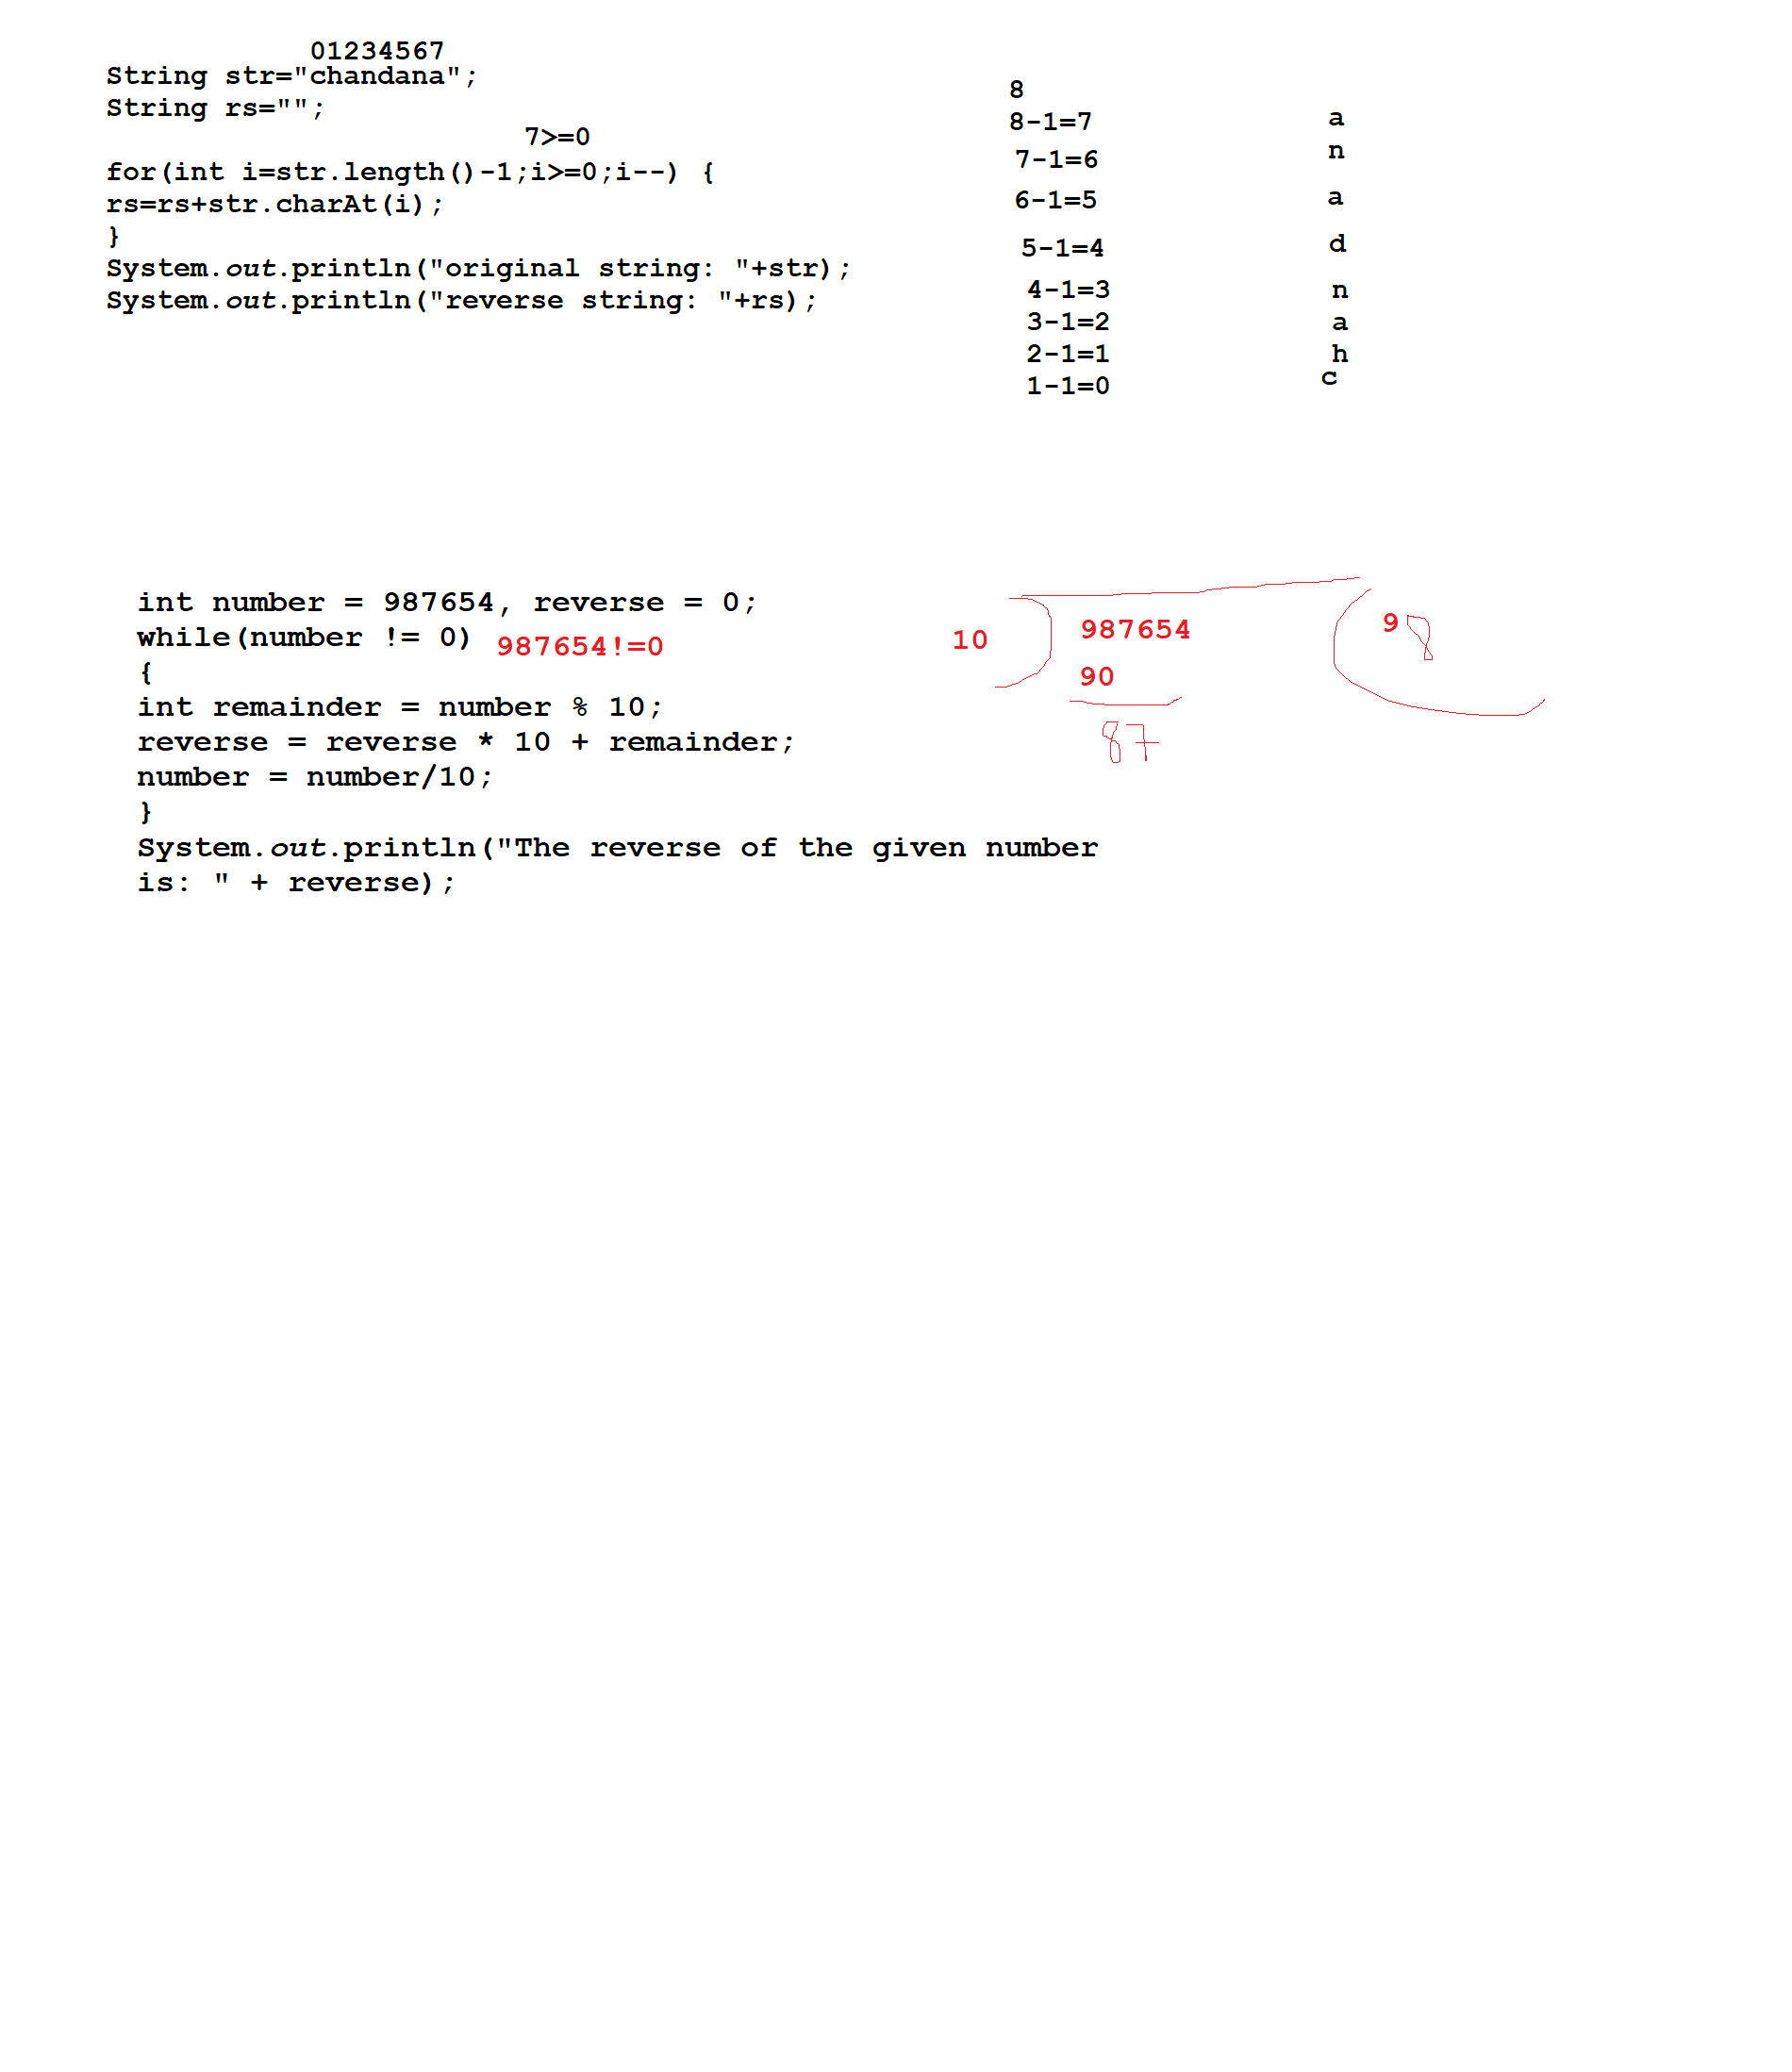 01234567
String str="chandana";
String rs="";
7>=0
for(int i=str.length()-1;i>=0;i--) {
rs=rs+str.charAt(i);
}
System.out.println("original string: "+str);
System.out.println("reverse string: "+rs);
8
8-1=7 a
7-1=6 n
6-1=5 a
5-1=4 d
4-1=3 n
3-1=2 a
2-1=1 h
1-1=0 c
int number = 987654, reverse = 0;
while(number != 0) 987654!=0
{
int remainder = number % 10;
reverse = reverse * 10 + remainder;
number = number/10;
}
System.out.println("The reverse of the given number
is: " + reverse);
10 987654 9
90
87